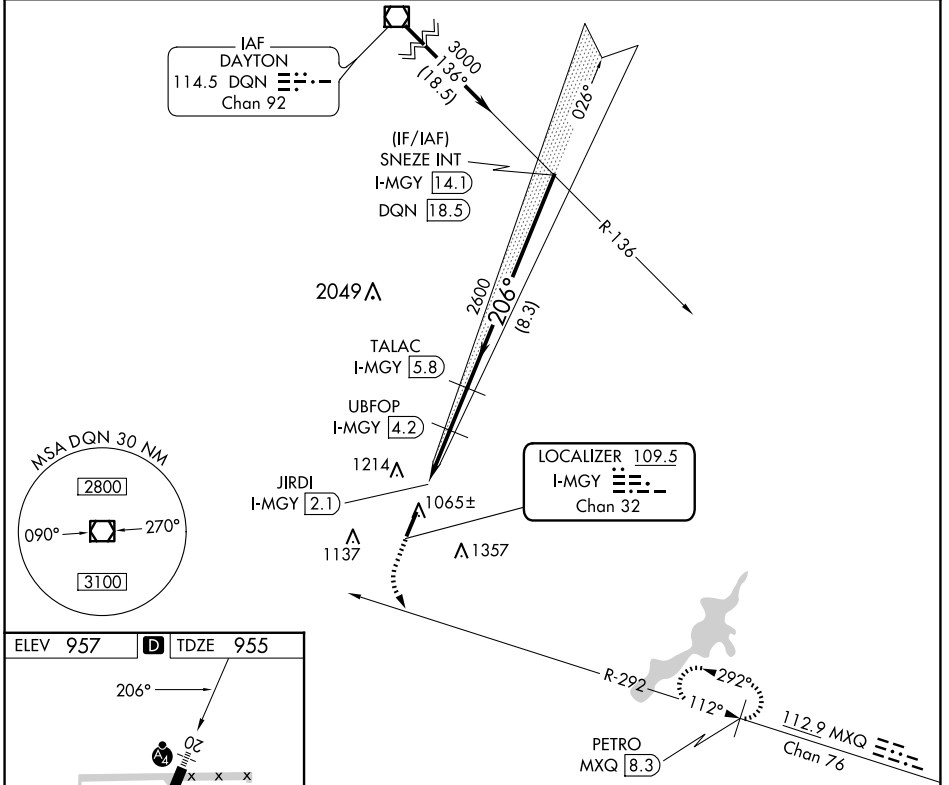 IAF
DAYTON
114.5 DQN
Chan 92
3000
136°
(18.5)
026°
(IF/IAF)
SNEZE INT
I-MGY 14.1
DQN 18.5
R-136
2049
2600
206°
(8.3)
TALAC
I-MGY 5.8
UBFOP
I-MGY 4.2
MSA DQN 30 NM
2800
090°
270°
3100
1214
JIRDI
I-MGY 2.1
1065±
1137
1357
LOCALIZER 109.5
I-MGY
Chan 32
R-292
292°
112°
112.9 MXQ
Chan 76
PETRO
MXQ 8.3
ELEV 957 D TDZE 955
206°
20
A4
X X X